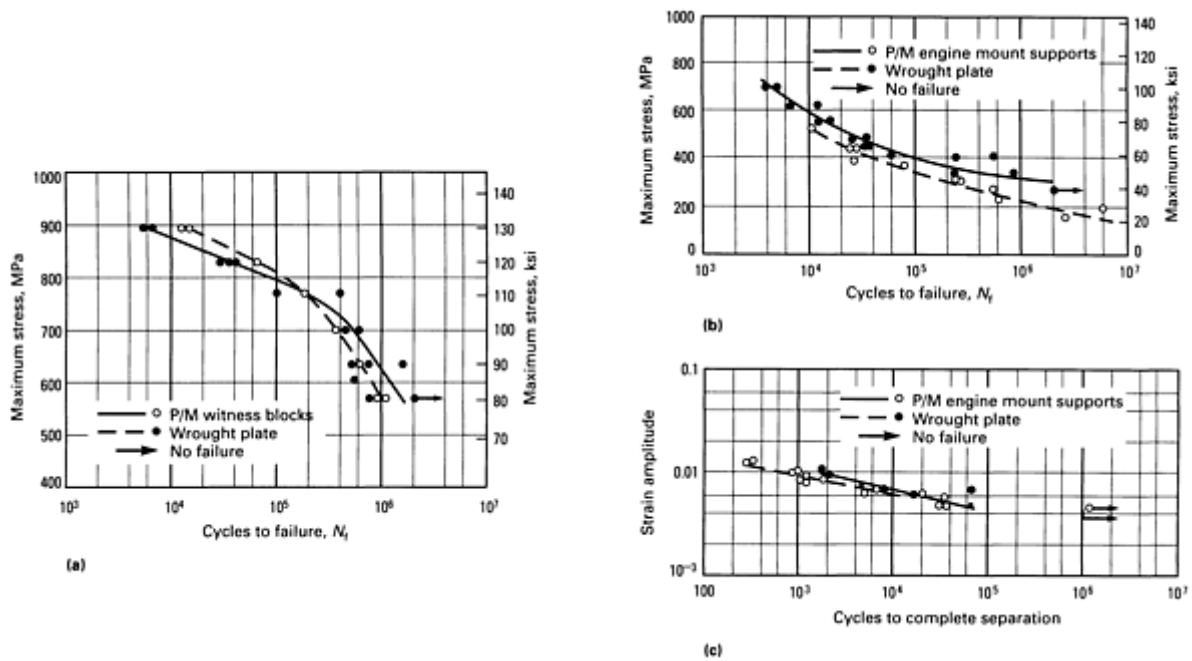 1000
900
800
700
600
500
400
Maximum stress, MPa
140
130
120
110
100
90
80
70
Maximum stress, ksi
P/M witness blocks
Wrought plate
No failure
10³ 10⁴ 10⁵ 10⁶ 10⁷
Cycles to failure, Nf
(a)
1000
800
700
600
400
200
0
Maximum stress, MPa
140
120
100
80
60
40
20
0
Maximum stress, ksi
P/M engine mount supports
Wrought plate
No failure
10³ 10⁴ 10⁵ 10⁶ 10⁷
Cycles to failure, Nf
(b)
0.1
0.01
10⁻³
Strain amplitude
P/M engine mount supports
Wrought plate
No failure
100 10³ 10⁴ 10⁵ 10⁶ 10⁷
Cycles to complete separation
(c)